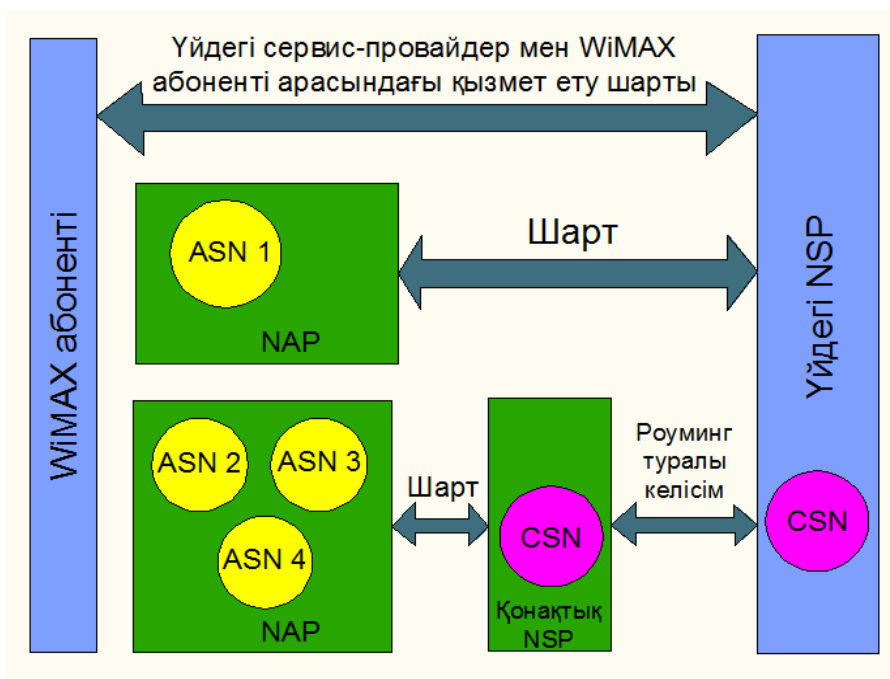 Үйдегі сервис-провайдер мен WiMAX
абоненті арасындағы қызмет ету шарты
WiMAX абоненті
ASN 1
NAP
Шарт
Үйдегі NSP
ASN 2
ASN 3
ASN 4
NAP
Шарт
CSN
Қонақтық
NSP
Роуминг
туралы
келісім
CSN